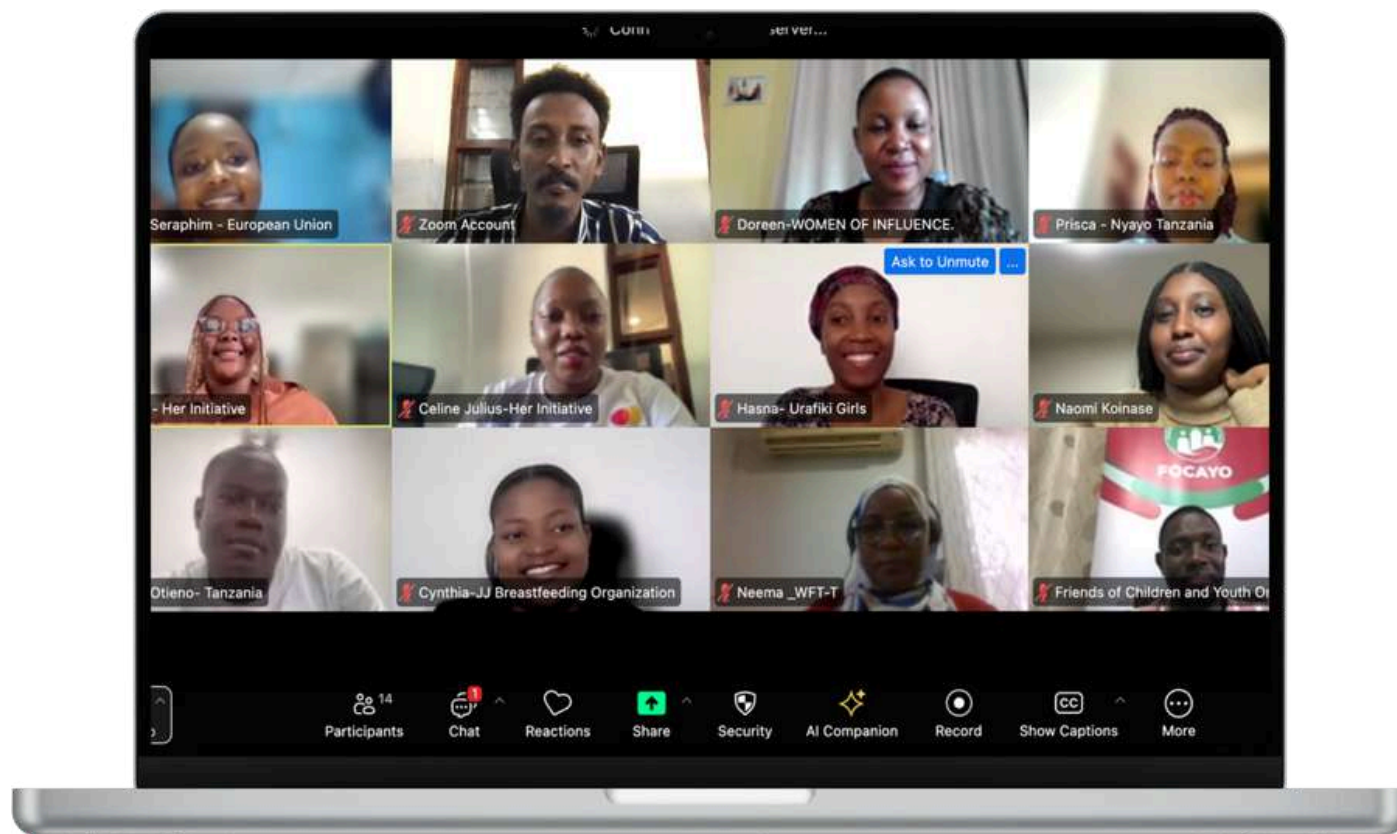 Seraphim - European Union
Zoom Account
Doreen-WOMEN OF INFLUENCE.
Prisca - Nyayo Tanzania
Ask to Unmute
...
- Her Initiative
Celine Julius-Her Initiative
Hasna- Urafiki Girls
Naomi Koinase
FOCAYO
Otieno- Tanzania
Cynthia-JJ Breastfeeding Organization
Neema _WFT-T
Friends of Children and Youth
14
1
CC
Participants
Chat
Reactions
Share
Security
AI Companion
Record
Show Captions
More